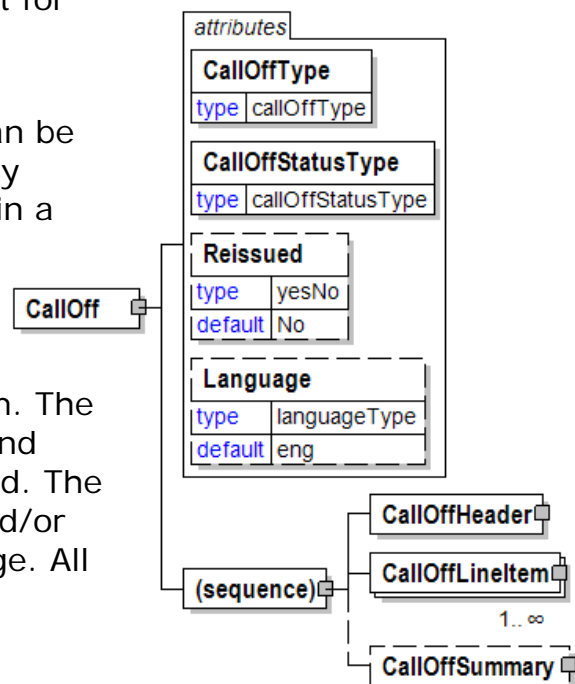 t for
an be
y
in a
n. The
nd
d. The
d/or
ge. All
attributes
CallOffType
type callOffType
CallOffStatusType
type callOffStatusType
Reissued
type yesNo
default No
Language
type languageType
default eng
CallOff
(sequence)
CallOffHeader
CallOffLineItem
1.. ∞
CallOffSummary